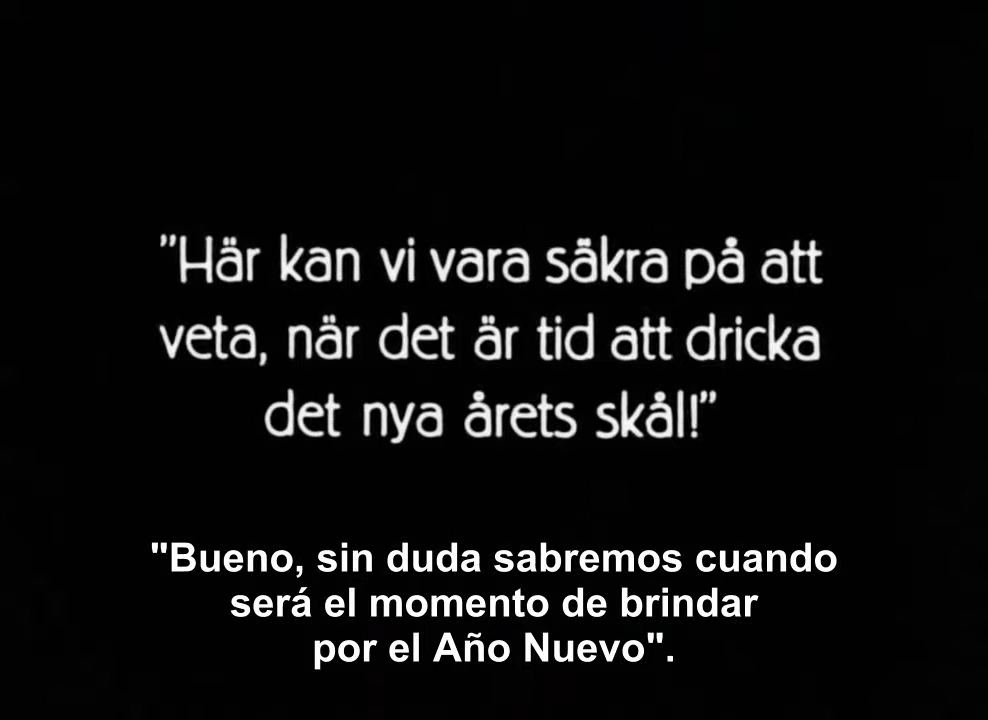 ”Här kan vi vara säkra på att
veta, när det är tid att dricka
det nya årets skål!”
"Bueno, sin duda sabremos cuando
será el momento de brindar
por el Año Nuevo".